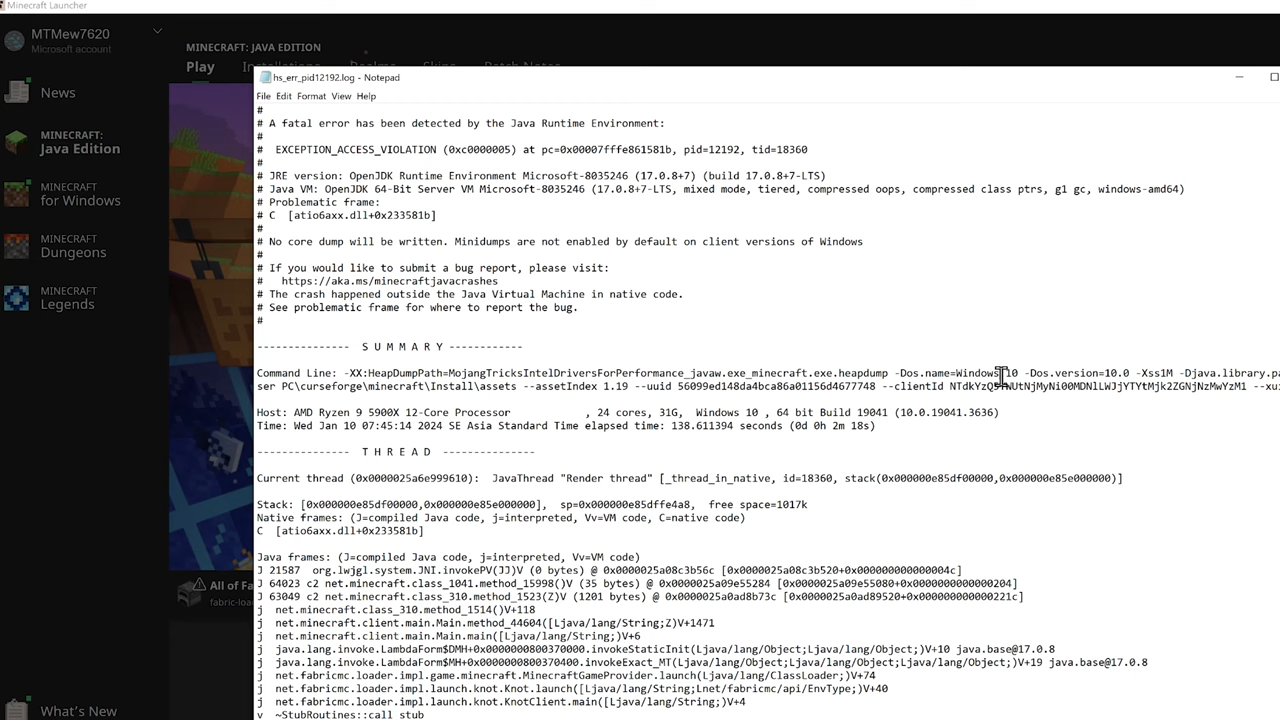 Minecraft Launcher
MTMew7620
Microsoft account
News
MINECRAFT:
Java Edition
MINECRAFT
for Windows
MINECRAFT
Dungeons
MINECRAFT
Legends
What's New
MINECRAFT: JAVA EDITION
Play
All of Fa
fabric-loa
hs_err_pid12192.log - Notepad
File Edit Format View Help
#
# A fatal error has been detected by the Java Runtime Environment:
#
#  EXCEPTION_ACCESS_VIOLATION (0xc0000005) at pc=0x00007fffe861581b, pid=12192, tid=18360
#
# JRE version: OpenJDK Runtime Environment Microsoft-8035246 (17.0.8+7) (build 17.0.8+7-LTS)
# Java VM: OpenJDK 64-Bit Server VM Microsoft-8035246 (17.0.8+7-LTS, mixed mode, tiered, compressed oops, compressed class ptrs, g1 gc, windows-amd64)
# Problematic frame:
# C  [atio6axx.dll+0x233581b]
#
# No core dump will be written. Minidumps are not enabled by default on client versions of Windows
#
# If you would like to submit a bug report, please visit:
#   https://aka.ms/minecraftjavacrashes
# The crash happened outside the Java Virtual Machine in native code.
# See problematic frame for where to report the bug.
#
---------------  S U M M A R Y ------------
Command Line: -XX:HeapDumpPath=MojangTricksIntelDriversForPerformance_javaw.exe_minecraft.exe.heapdump -Dos.name=Windows 10 -Dos.version=10.0 -Xss1M -Djava.library.pa
ser PC\curseforge\minecraft\Install\assets --assetIndex 1.19 --uuid 56099ed148da4bca86a01156d4677748 --clientId --xui
Host: AMD Ryzen 9 5900X 12-Core Processor            , 24 cores, 31G,  Windows 10 , 64 bit Build 19041 (10.0.19041.3636)
Time: Wed Jan 10 07:45:14 2024 SE Asia Standard Time elapsed time: 138.611394 seconds (0d 0h 2m 18s)
---------------  T H R E A D  ---------------
Current thread (0x0000025a6e999610):  JavaThread "Render thread" [_thread_in_native, id=18360, stack(0x000000e85df00000,0x000000e85e000000)]
Stack: [0x000000e85df00000,0x000000e85e000000],  sp=0x000000e85dffe4a8,  free space=1017k
Native frames: (J=compiled Java code, j=interpreted, Vv=VM code, C=native code)
C  [atio6axx.dll+0x233581b]
Java frames: (J=compiled Java code, j=interpreted, Vv=VM code)
J 21587  org.lwjgl.system.JNI.invokePV(JJ)V (0 bytes) @ 0x0000025a08c3b56c [0x0000025a08c3b520+0x000000000000004c]
J 64023 c2 net.minecraft.class_1041.method_15998()V (35 bytes) @ 0x0000025a09e55284 [0x0000025a09e55080+0x0000000000000204]
J 63049 c2 net.minecraft.class_310.method_1523(Z)V (1201 bytes) @ 0x0000025a0ad8b73c [0x0000025a0ad89520+0x000000000000221c]
j  net.minecraft.class_310.method_1514()V+118
j  net.minecraft.client.main.Main.method_44604([Ljava/lang/String;Z)V+1471
j  net.minecraft.client.main.Main.main([Ljava/lang/String;)V+6
j  java.lang.invoke.LambdaForm$DMH+0x0000000800370000.invokeStaticInit(Ljava/lang/Object;Ljava/lang/Object;)V+10 java.base@17.0.8
j  java.lang.invoke.LambdaForm$MH+0x0000000800370400.invokeExact_MT(Ljava/lang/Object;Ljava/lang/Object;)V+19 java.base@17.0.8
j  net.fabricmc.loader.impl.game.minecraft.MinecraftGameProvider.launch(Ljava/lang/ClassLoader;)V+74
j  net.fabricmc.loader.impl.launch.knot.Knot.launch([Ljava/lang/String;Lnet/fabricmc/api/EnvType;)V+40
j  net.fabricmc.loader.impl.launch.knot.KnotClient.main([Ljava/lang/String;)V+4
v  ~StubRoutines::call_stub